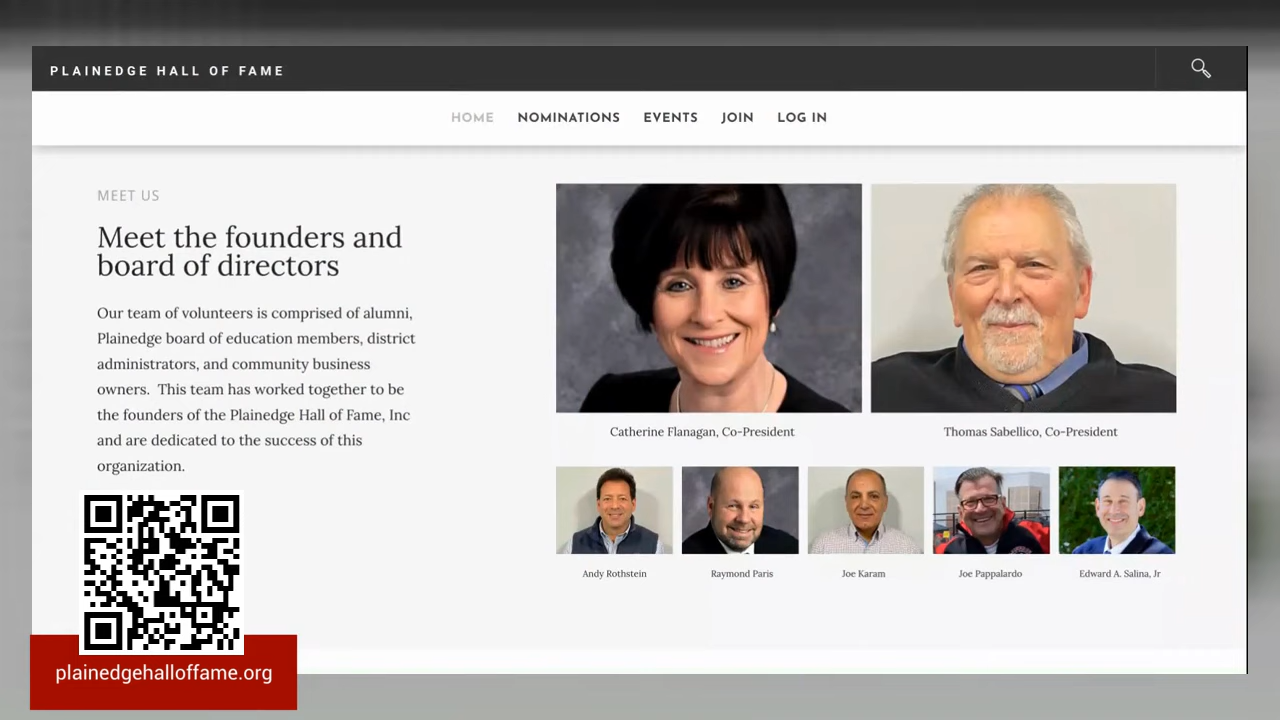 PLAINEDGE HALL OF FAME
HOME NOMINATIONS EVENTS JOIN LOG IN
MEET US
Meet the founders and
board of directors
Our team of volunteers is comprised of alumni,
Plainedge board of education members, district
administrators, and community business
owners.  This team has worked together to be
the founders of the Plainedge Hall of Fame, Inc
and are dedicated to the success of this
organization.
Catherine Flanagan, Co-President
Thomas Sabellico, Co-President
Andy Rothstein
Raymond Paris
Joe Karam
Joe Pappalardo
Edward A. Salina, Jr
plainedgehalloffame.org